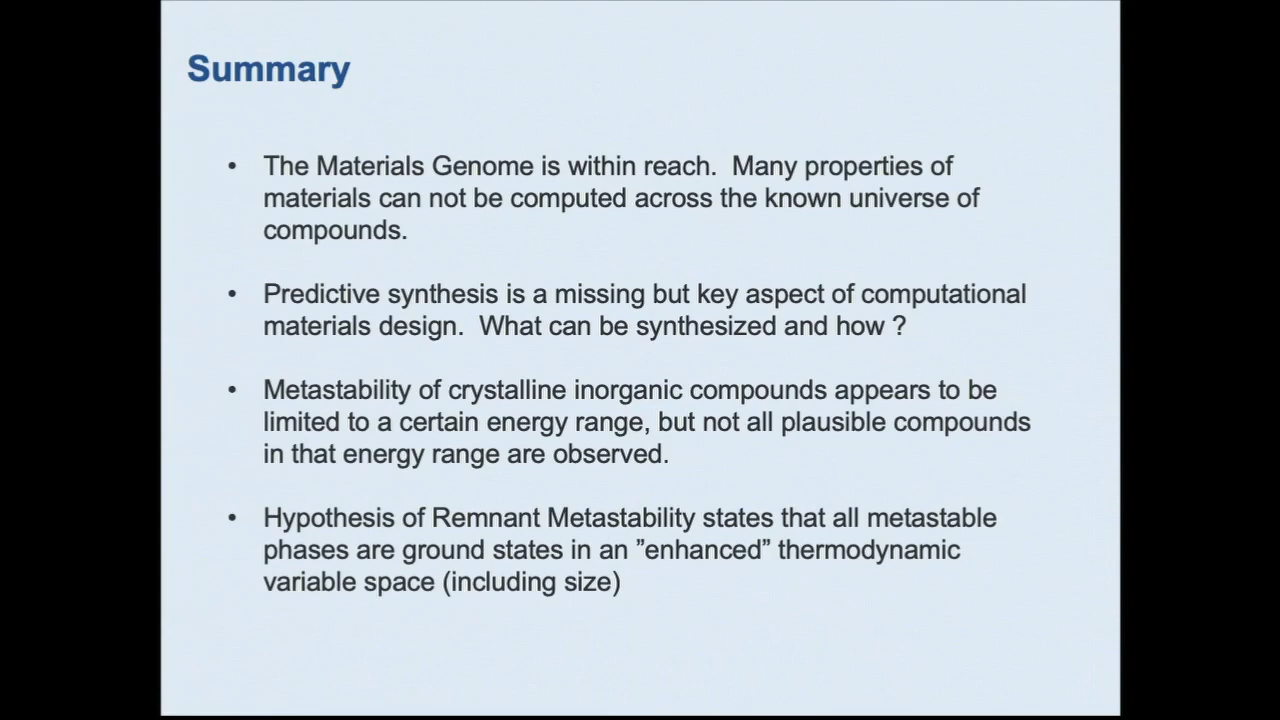 Summary
• The Materials Genome is within reach.  Many properties of
materials can not be computed across the known universe of
compounds.
• Predictive synthesis is a missing but key aspect of computational
materials design.  What can be synthesized and how ?
• Metastability of crystalline inorganic compounds appears to be
limited to a certain energy range, but not all plausible compounds
in that energy range are observed.
• Hypothesis of Remnant Metastability states that all metastable
phases are ground states in an ”enhanced” thermodynamic
variable space (including size)